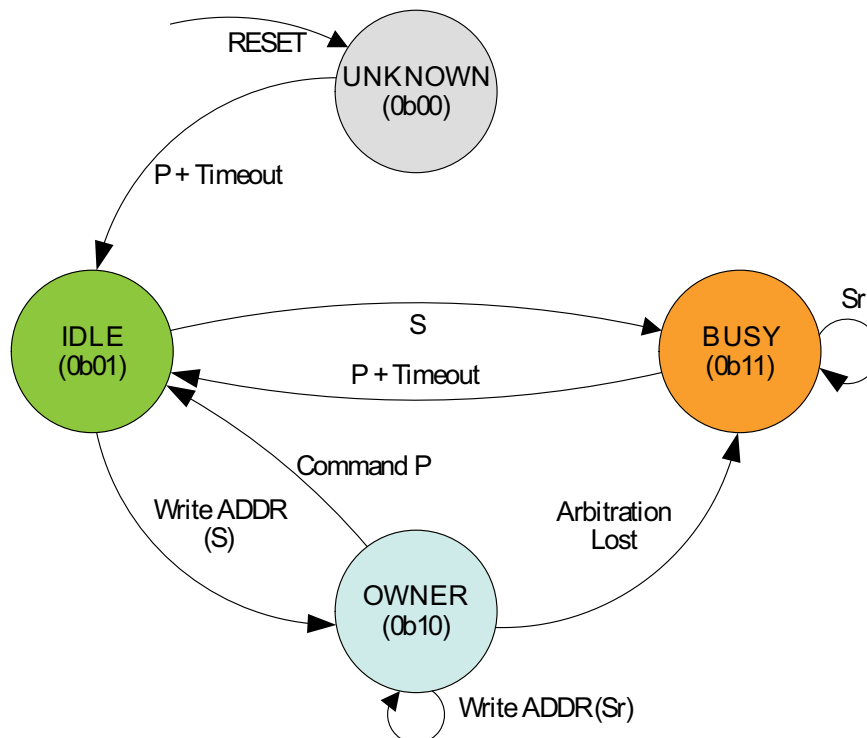 RESET
UNKNOWN
(0b00)
P + Timeout
IDLE
(0b01)
S
P + Timeout
BUSY
(0b11)
Sr
Command P
Write ADDR
(S)
Arbitration
Lost
OWNER
(0b10)
Write ADDR(Sr)